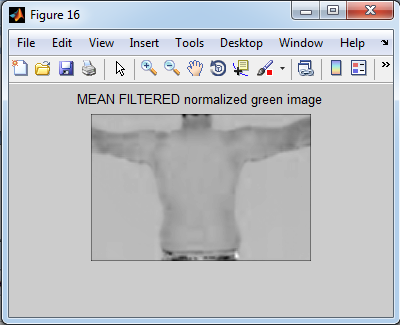 Figure 16
File Edit View Insert Tools Desktop Window Help
MEAN FILTERED normalized green image